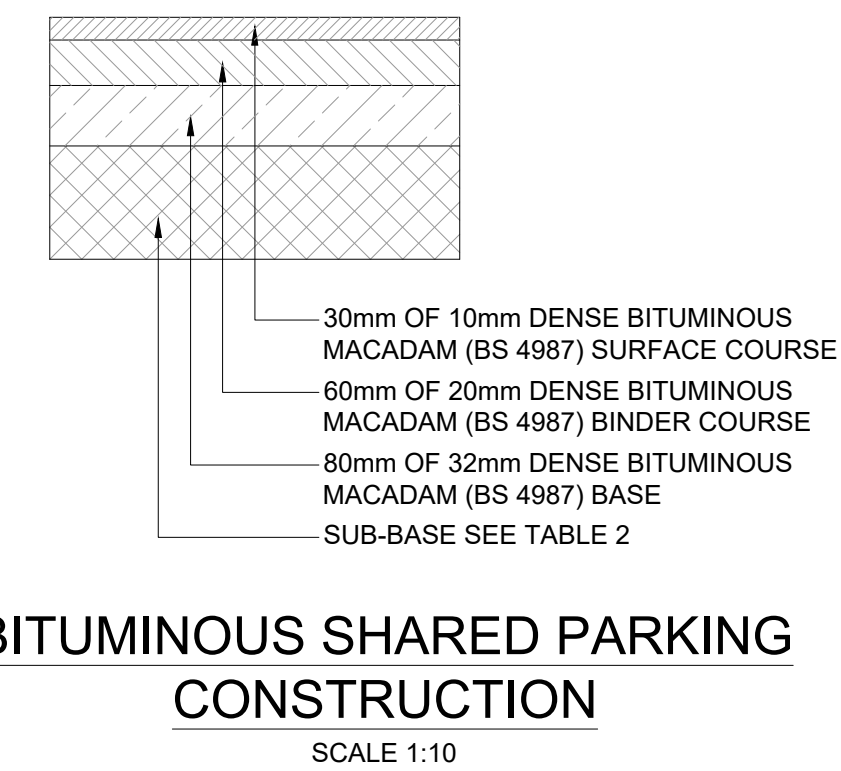 30mm OF 10mm DENSE BITUMINOUS
MACADAM (BS 4987) SURFACE COURSE
60mm OF 20mm DENSE BITUMINOUS
MACADAM (BS 4987) BINDER COURSE
80mm OF 32mm DENSE BITUMINOUS
MACADAM (BS 4987) BASE
SUB-BASE SEE TABLE 2
BITUMINOUS SHARED PARKING
CONSTRUCTION
SCALE 1:10